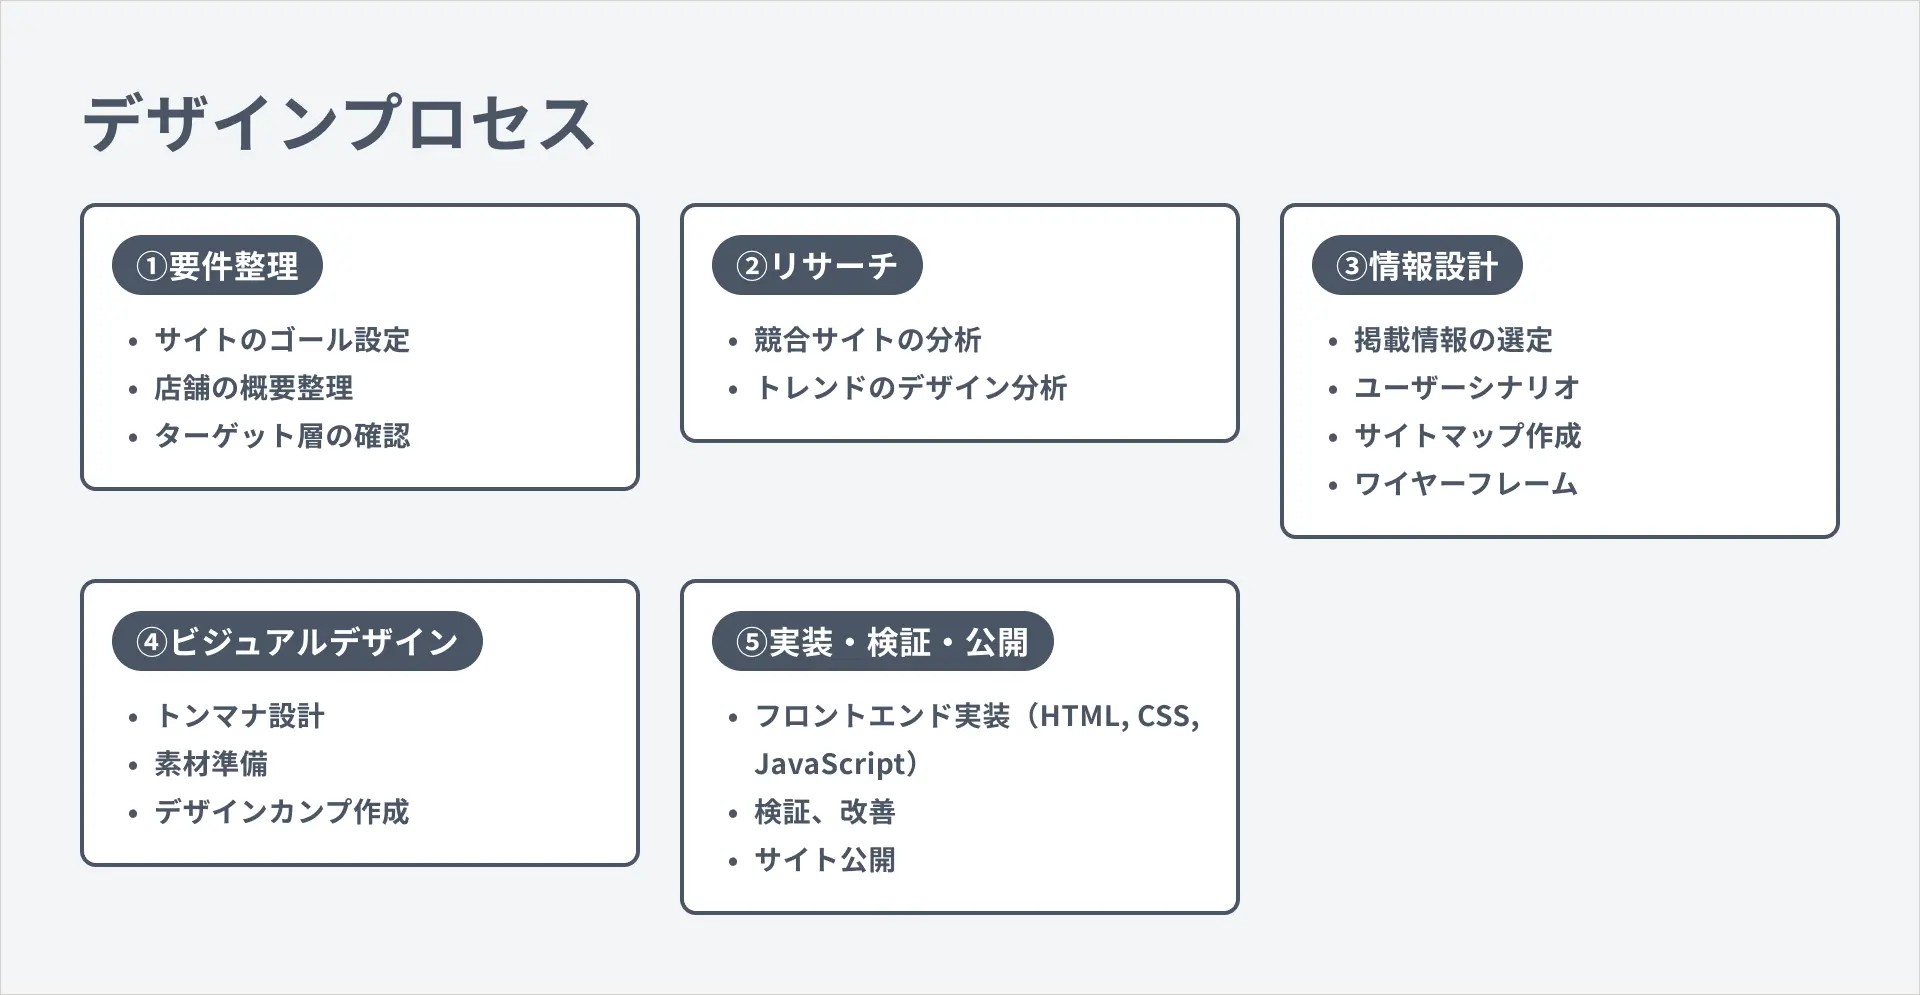 デザインプロセス
①要件整理
• サイトのゴール設定
• 店舗の概要整理
• ターゲット層の確認
②リサーチ
• 競合サイトの分析
• トレンドのデザイン分析
③情報設計
• 掲載情報の選定
• ユーザーシナリオ
• サイトマップ作成
• ワイヤーフレーム
④ビジュアルデザイン
• トンマナ設計
• 素材準備
• デザインカンプ作成
⑤実装・検証・公開
• フロントエンド実装（HTML, CSS,
JavaScript）
• 検証、改善
• サイト公開